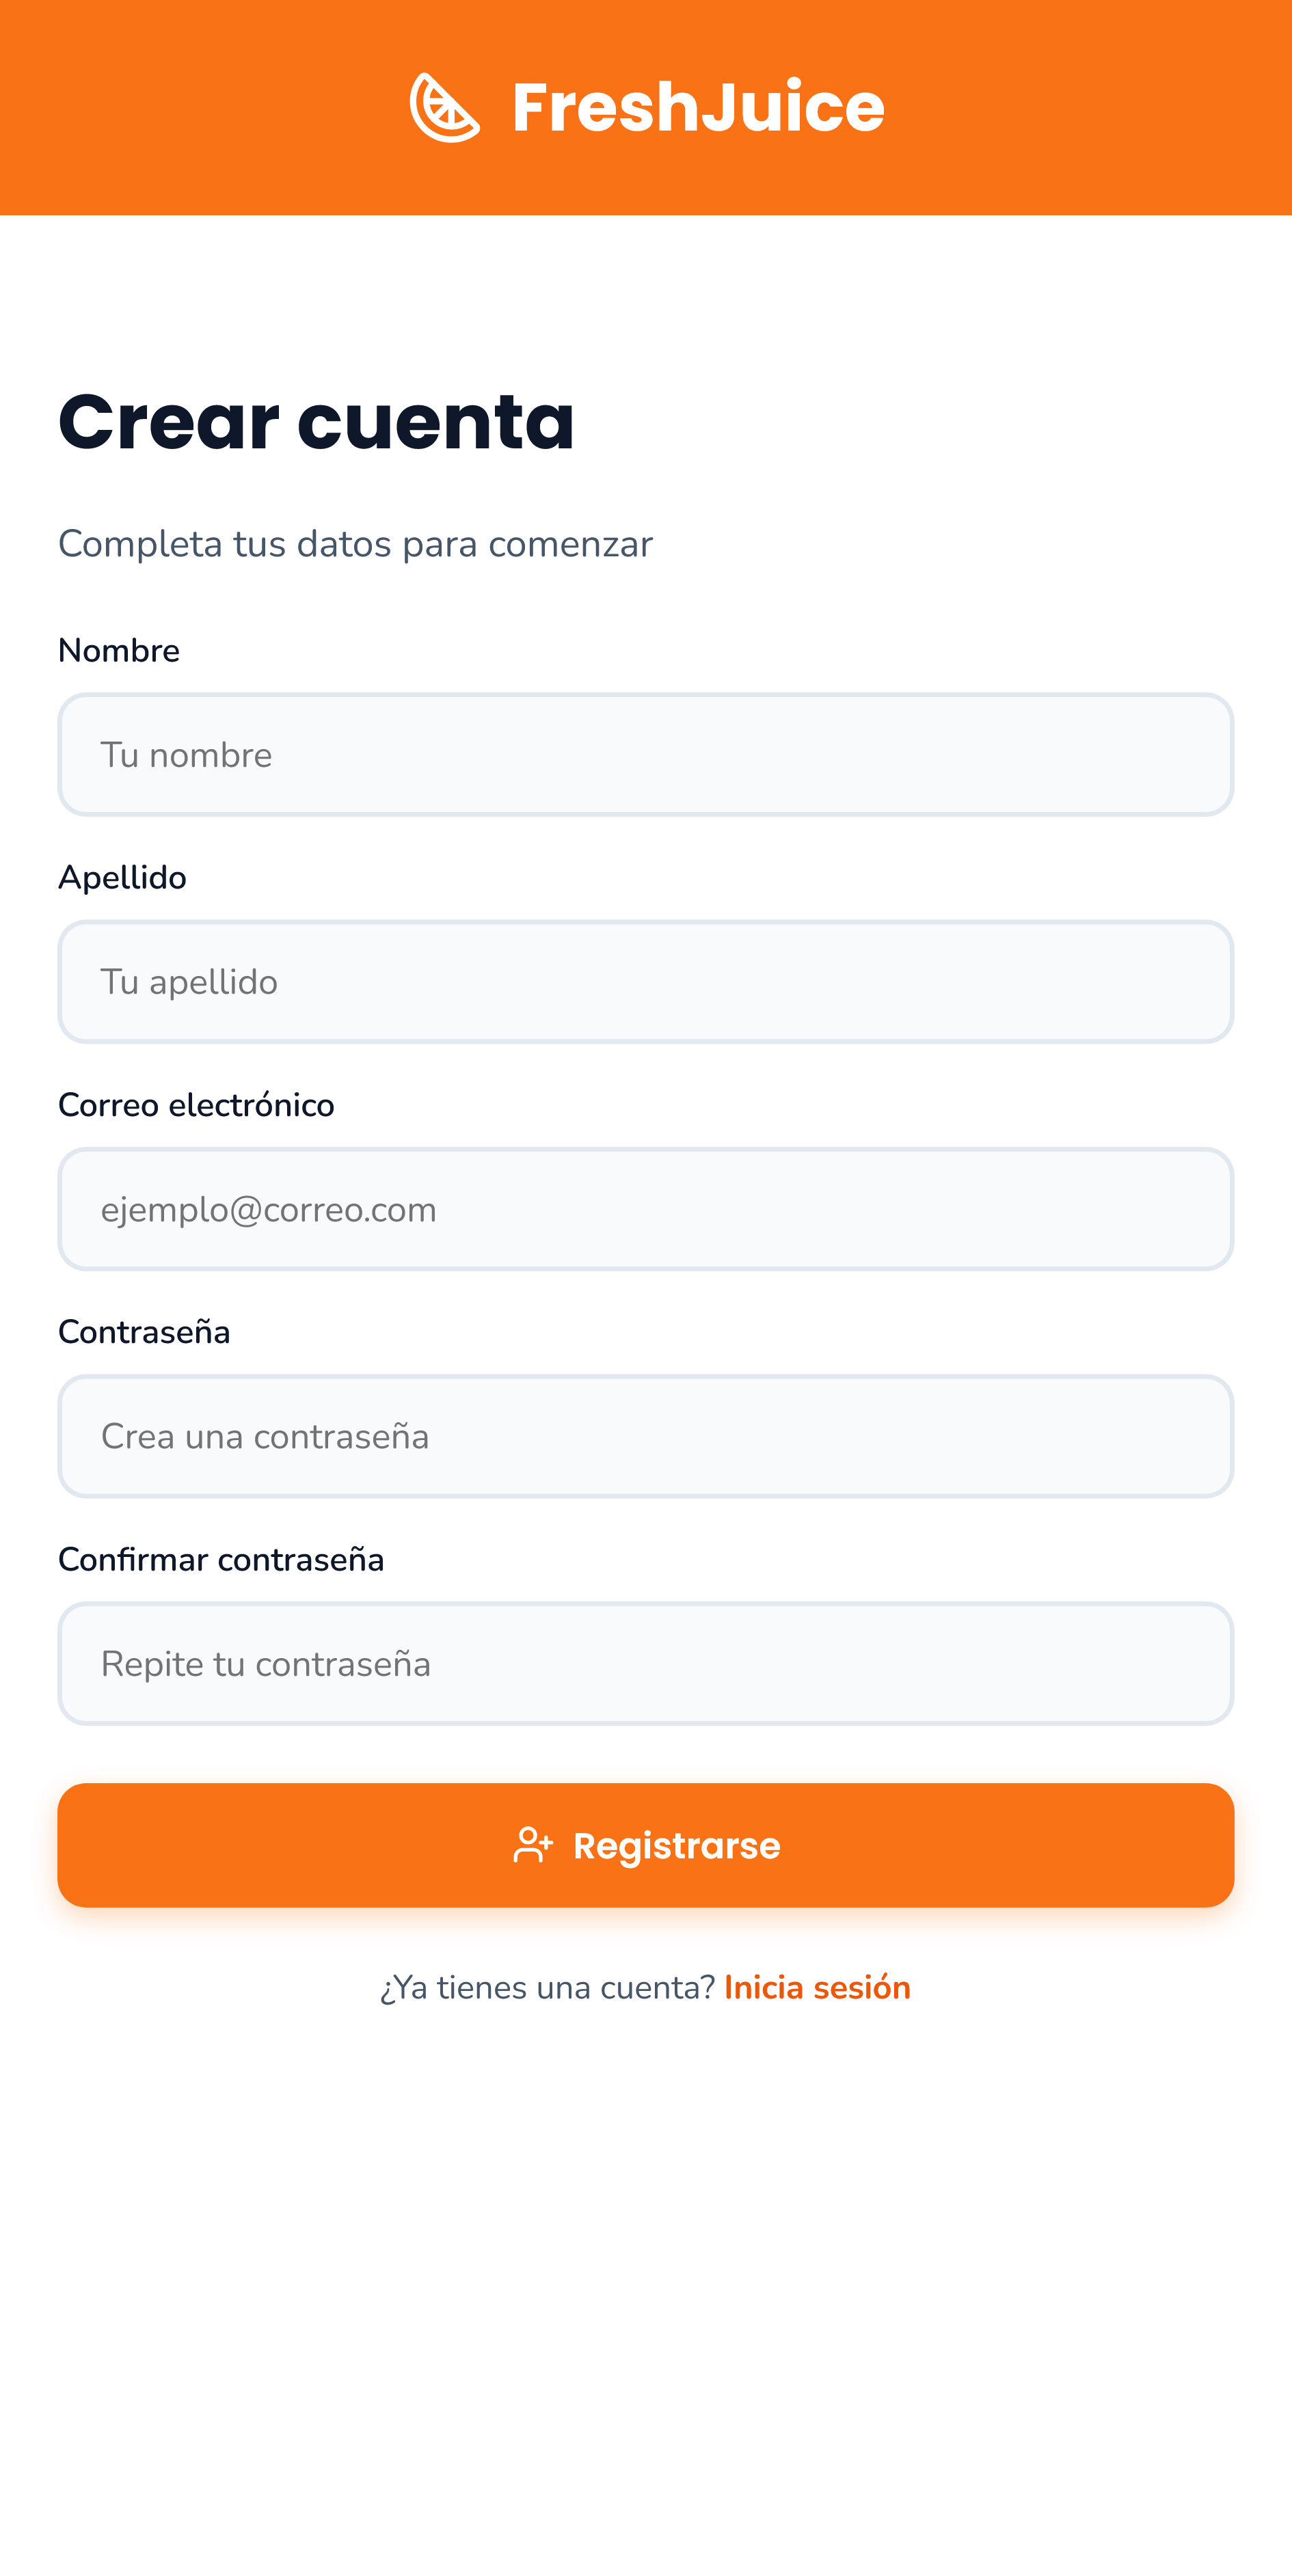 FreshJuice
Crear cuenta
Completa tus datos para comenzar
Nombre
Tu nombre
Apellido
Tu apellido
Correo electrónico
ejemplo@correo.com
Contraseña
Crea una contraseña
Confirmar contraseña
Repite tu contraseña
Registrarse
¿Ya tienes una cuenta? Inicia sesión